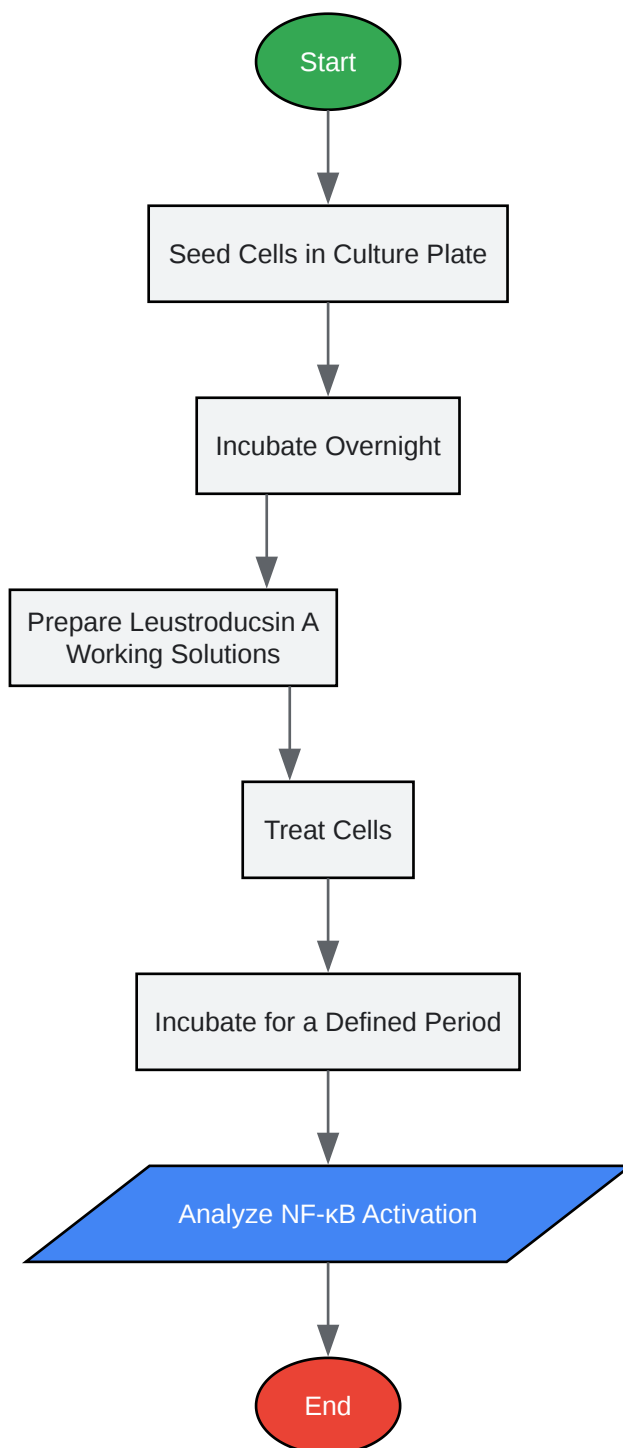 Start
Seed Cells in Culture Plate
Incubate Overnight
Prepare Leustroducsin A
Working Solutions
Treat Cells
Incubate for a Defined Period
Analyze NF-κB Activation
End